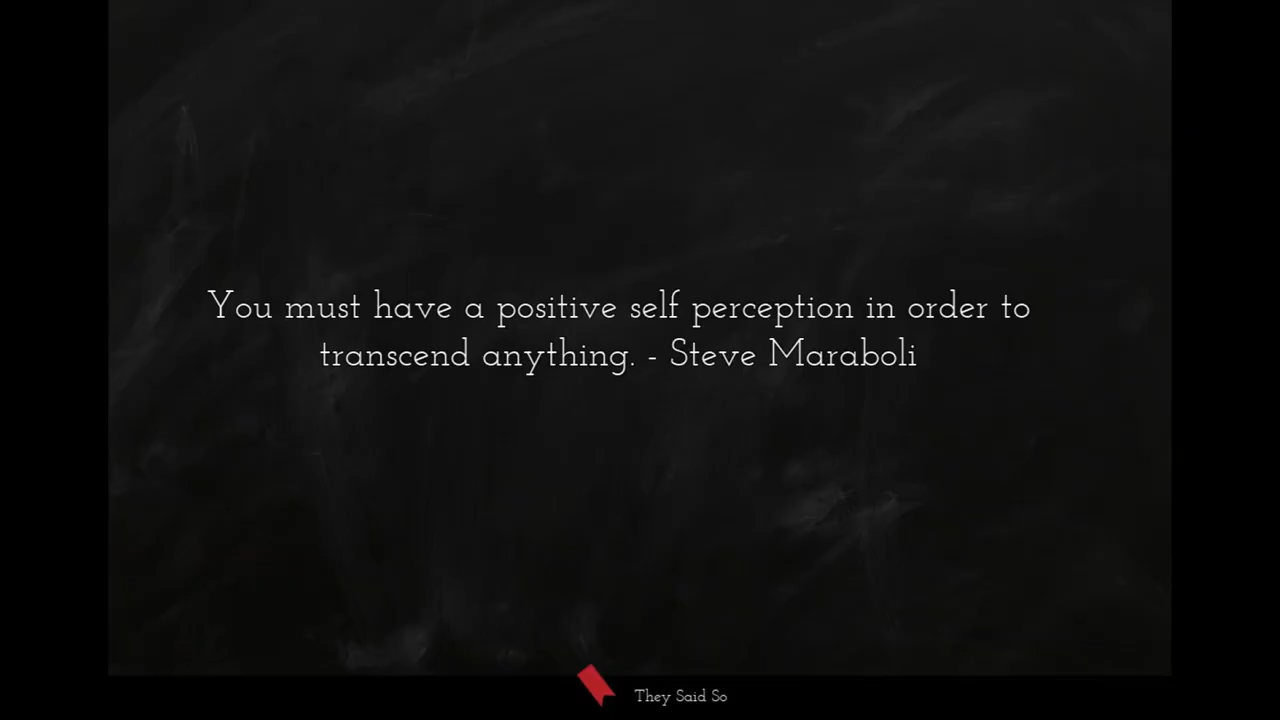 You must have a positive self perception in order to
transcend anything. - Steve Maraboli
They Said So